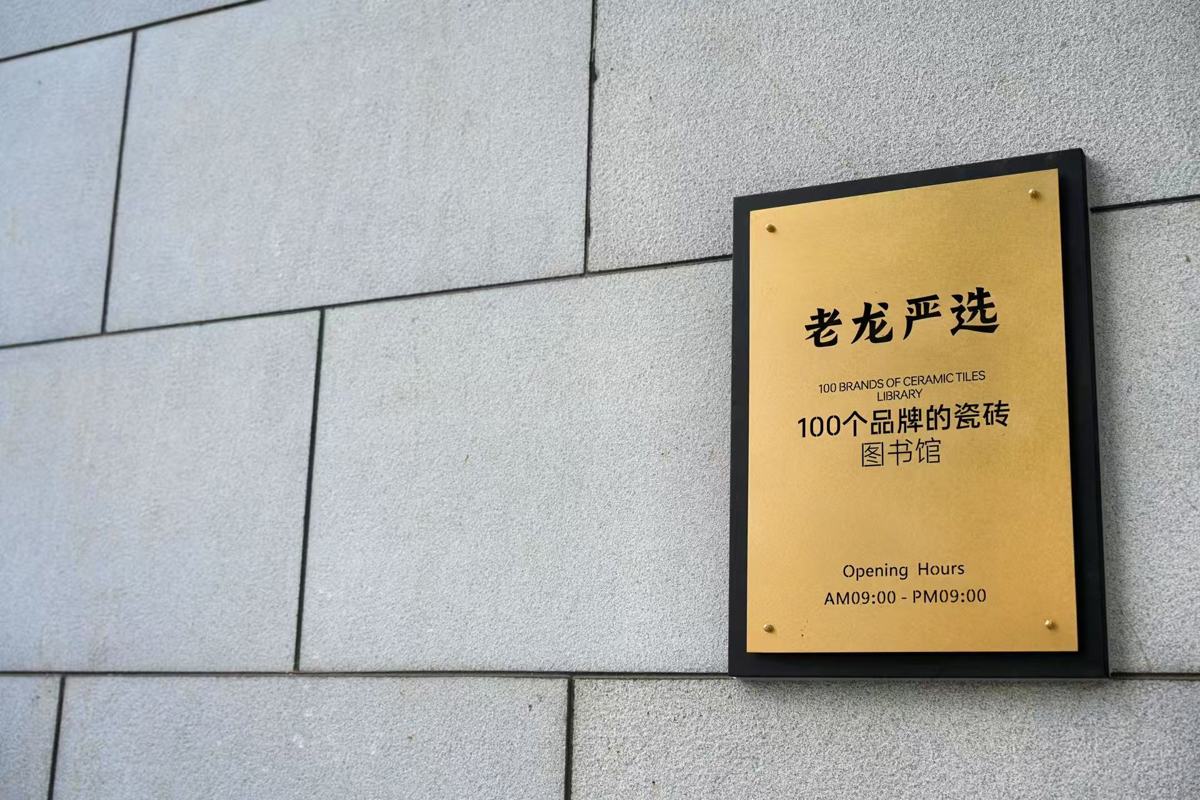 老龙严选
100 BRANDS OF CERAMIC TILES
LIBRARY
100个品牌的瓷砖
图书馆
Opening Hours
AM09:00 - PM09:00